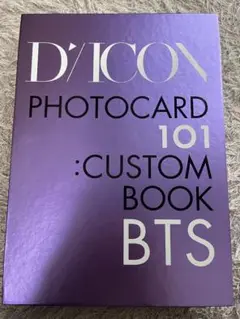 D'/ICON
PHOTOCARD
101
:CUSTOM
BOOK
BTS